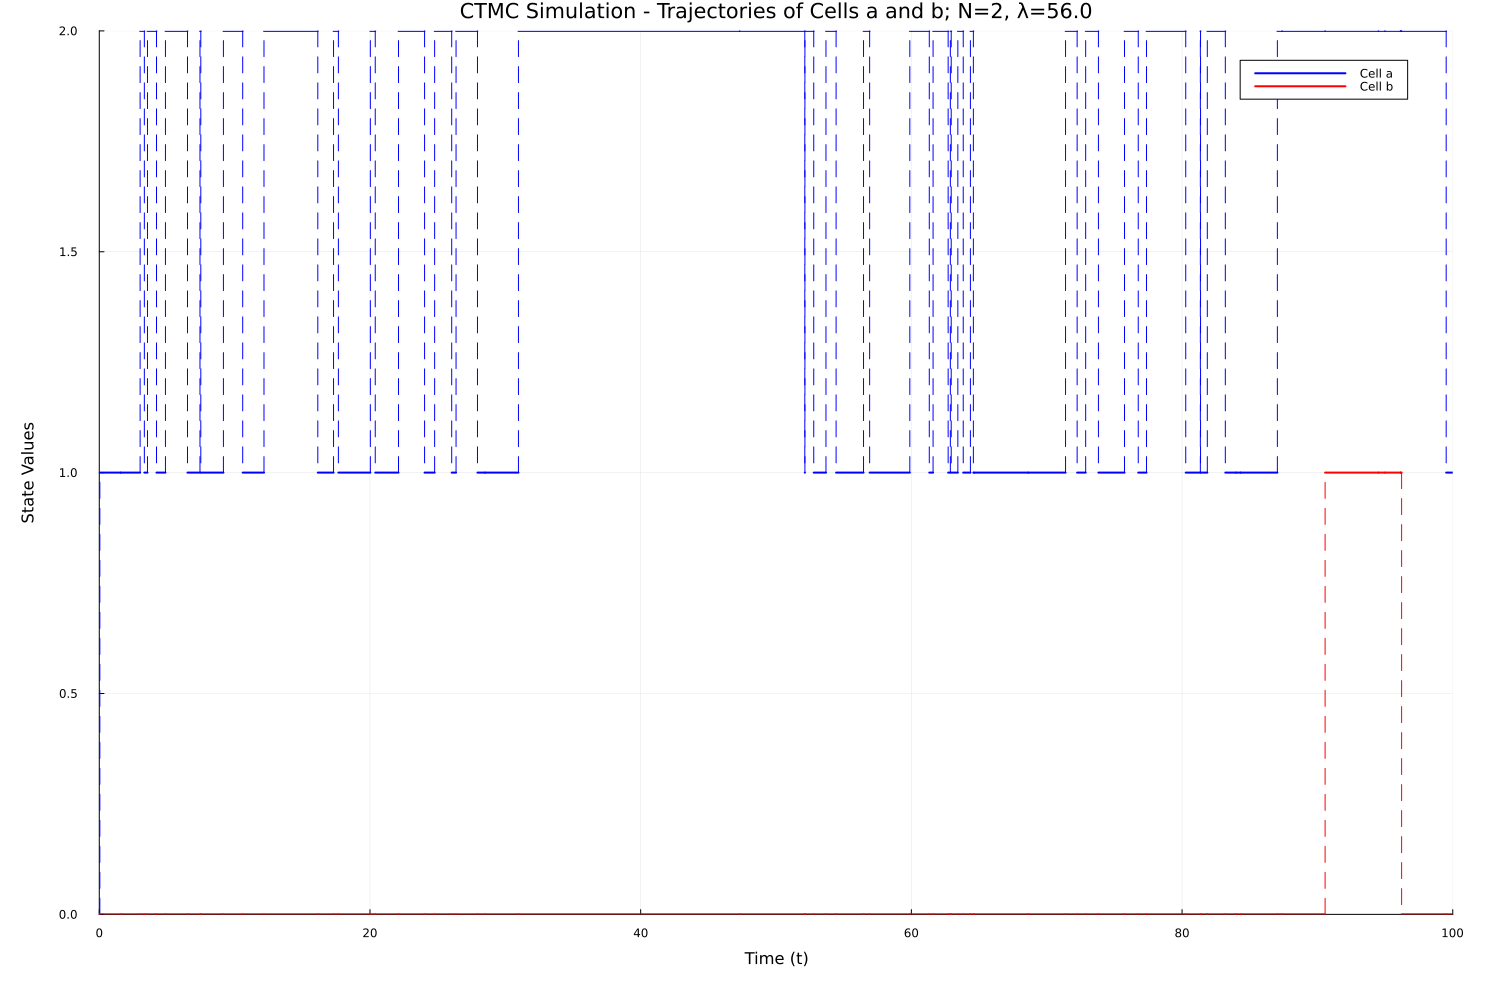 CTMC Simulation - Trajectories of Cells a and b; N=2, λ=56.0
Cell a
Cell b
State Values
2.0
1.5
1.0
0.5
0.0
0 20 40 60 80 100
Time (t)